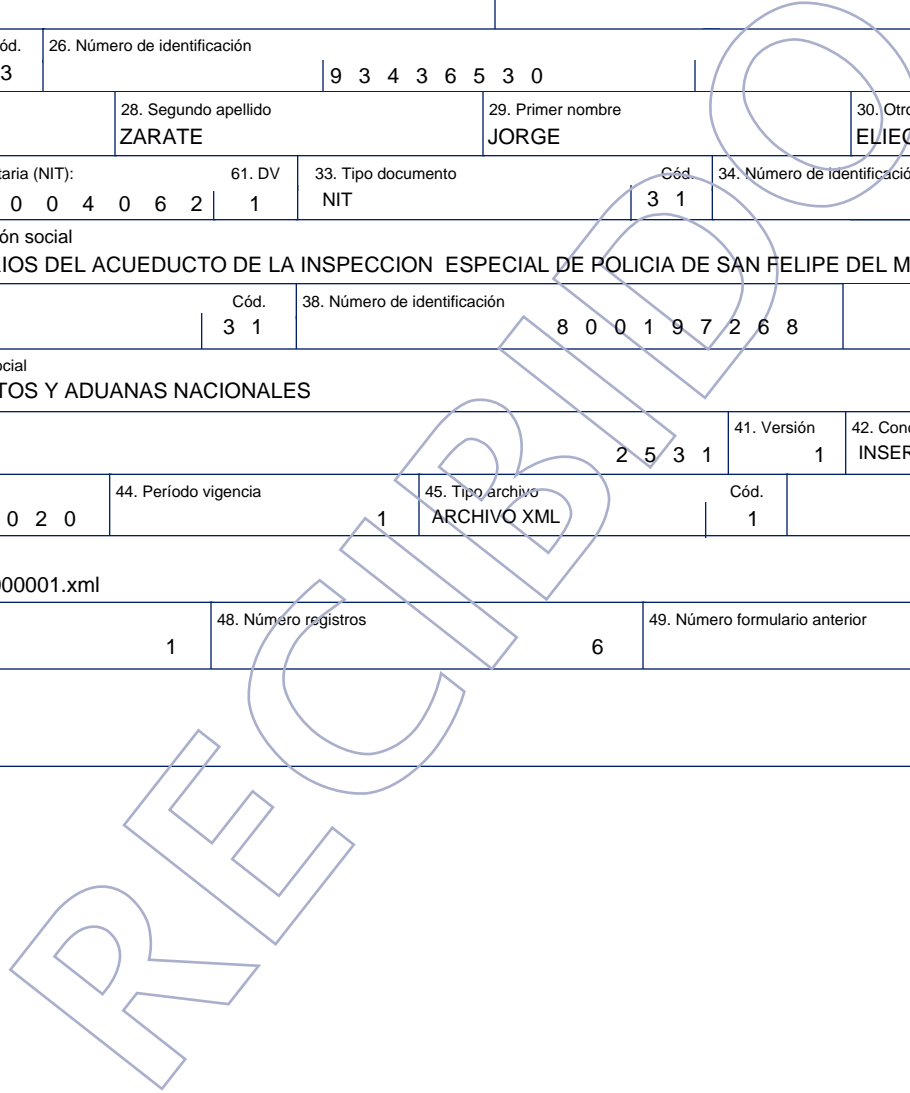 ód. 26. Número de identificación
3 9 3 4 3 6 5 3 0
28. Segundo apellido 29. Primer nombre 30. Otro
ZARATE JORGE ELIEC
taria (NIT): 61. DV 33. Tipo documento Cód. 34. Número de identificació
0 0 4 0 6 2 1 NIT 3 1
ón social
IOS DEL ACUEDUCTO DE LA INSPECCION ESPECIAL DE POLICIA DE SAN FELIPE DEL M
Cód. 38. Número de identificación
3 1 8 0 0 1 9 7 2 6 8
ocial
TOS Y ADUANAS NACIONALES
41. Versión 42. Conc
2 5 3 1 1 INSER
44. Período vigencia 45. Tipo archivo Cód.
0 2 0 1 ARCHIVO XML 1
000001.xml
48. Número registros 49. Número formulario anterior
1 6
RECIBIDO